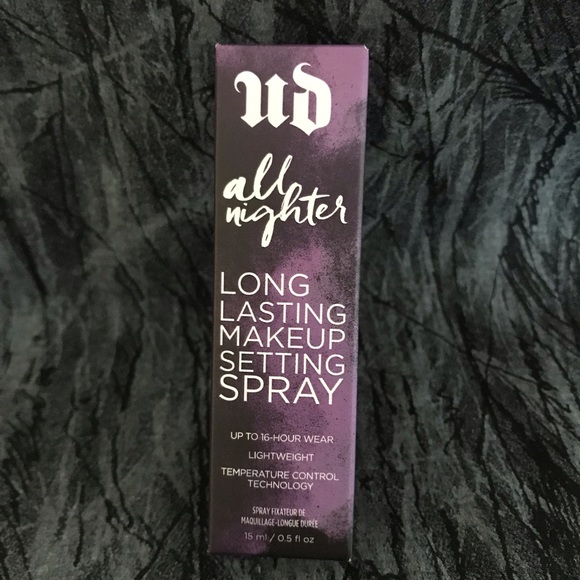 UD
all
nighter
LONG
LASTING
MAKEUP
SETTING
SPRAY
UP TO 16-HOUR WEAR
LIGHTWEIGHT
TEMPERATURE CONTROL
TECHNOLOGY
SPRAY FIXATEUR DE
MAQUILLAGE-LONGUE DURÉE
15 ml / 0.5 fl oz